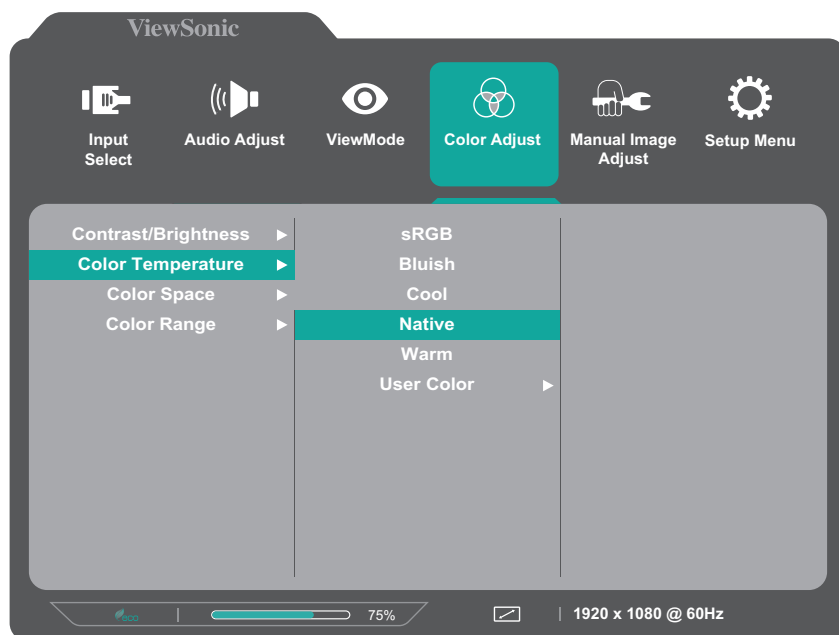 ViewSonic
Input
Select
Audio Adjust
ViewMode
Color Adjust
Manual Image
Adjust
Setup Menu
Contrast/Brightness
Color Temperature
Color Space
Color Range
sRGB
Bluish
Cool
Native
Warm
User Color
eco
75%
1920 x 1080 @ 60Hz